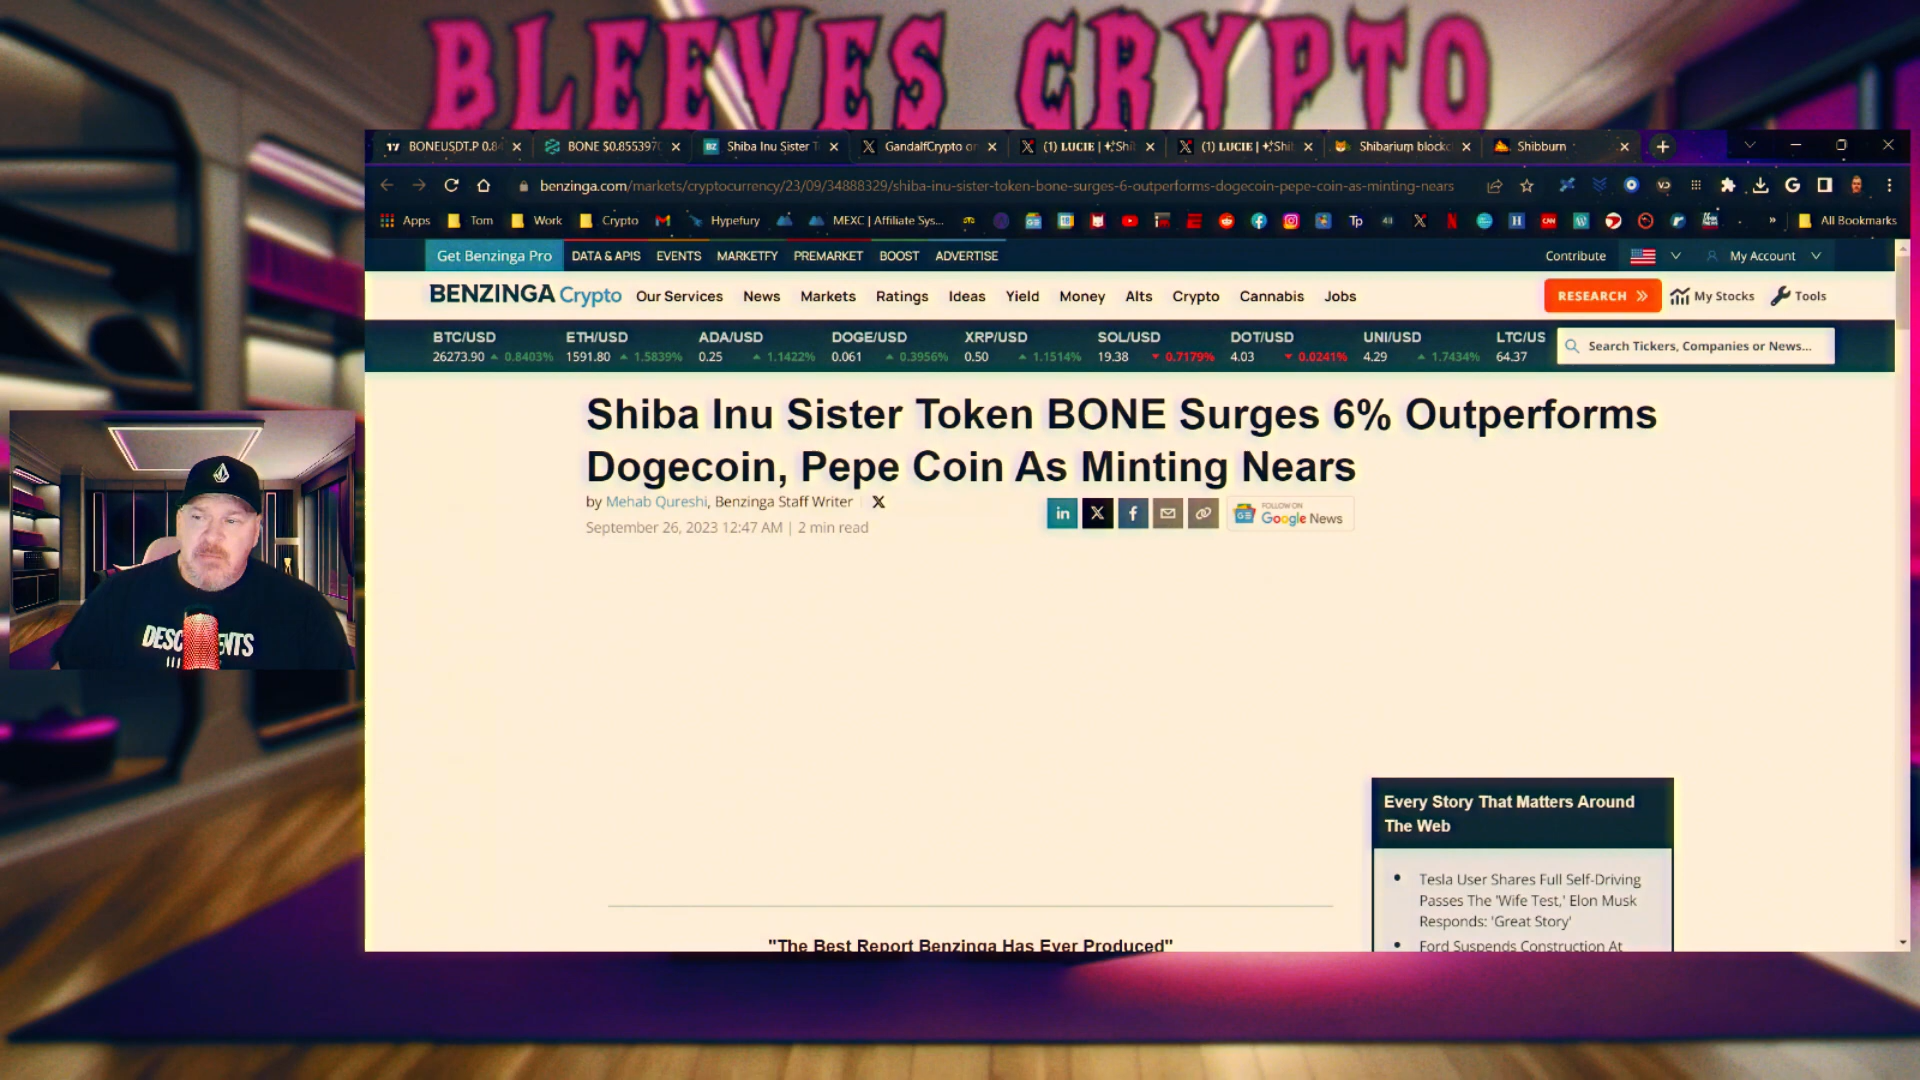 BLEEVES CRYPTO
BONEUSDT.P 0.84
BONE $0.855397(
Shiba Inu Sister T
GandalfCrypto on
(1) LUCIE | Shi
(1) LUCIE | Shi
Shibarium blockc
Shibburn
benzinga.com/markets/cryptocurrency/23/09/34888329/shiba-inu-sister-token-bone-surges-6-outperforms-dogecoin-pepe-coin-as-minting-nears
Apps Tom Work Crypto Hypefury MEXC | Affiliate Sys... Tp » All Bookmarks
Get Benzinga Pro DATA & APIS EVENTS MARKETFY PREMARKET BOOST ADVERTISE Contribute My Account
BENZINGA Crypto Our Services News Markets Ratings Ideas Yield Money Alts Crypto Cannabis Jobs RESEARCH My Stocks Tools
BTC/USD ETH/USD ADA/USD DOGE/USD XRP/USD SOL/USD DOT/USD UNI/USD LTC/US
26273.90 0.8403% 1591.80 1.5839% 0.25 1.1422% 0.061 0.3956% 0.50 1.1514% 19.38 0.7179% 4.03 0.0241% 4.29 1.7434% 64.37
Search Tickers, Companies or News...
Shiba Inu Sister Token BONE Surges 6% Outperforms
Dogecoin, Pepe Coin As Minting Nears
by Mehab Qureshi, Benzinga Staff Writer
September 26, 2023 12:47 AM | 2 min read
FOLLOW ON
Google News
DESC ENTS
Every Story That Matters Around
The Web
Tesla User Shares Full Self-Driving
Passes The 'Wife Test,' Elon Musk
Responds: 'Great Story'
Ford Suspends Construction At
"The Best Report Benzinga Has Ever Produced"